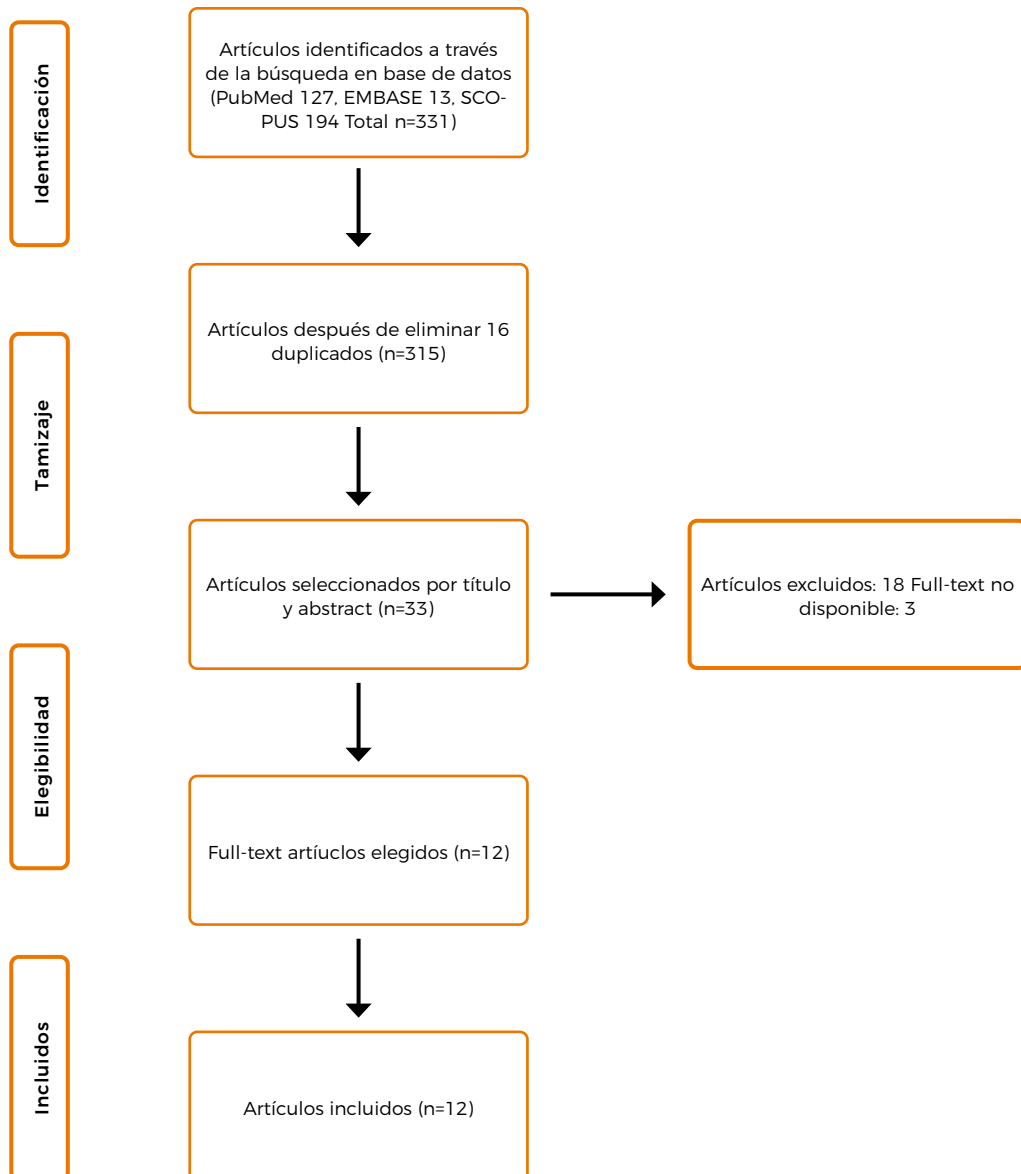 Identificación
Artículos identificados a través
de la búsqueda en base de datos
(PubMed 127, EMBASE 13, SCO-
PUS 194 Total n=331)
Tamizaje
Artículos después de eliminar 16
duplicados (n=315)
Artículos seleccionados por título
y abstract (n=33)
Artículos excluidos: 18 Full-text no
disponible: 3
Elegibilidad
Full-text artíuclos elegidos (n=12)
Incluidos
Artículos incluidos (n=12)